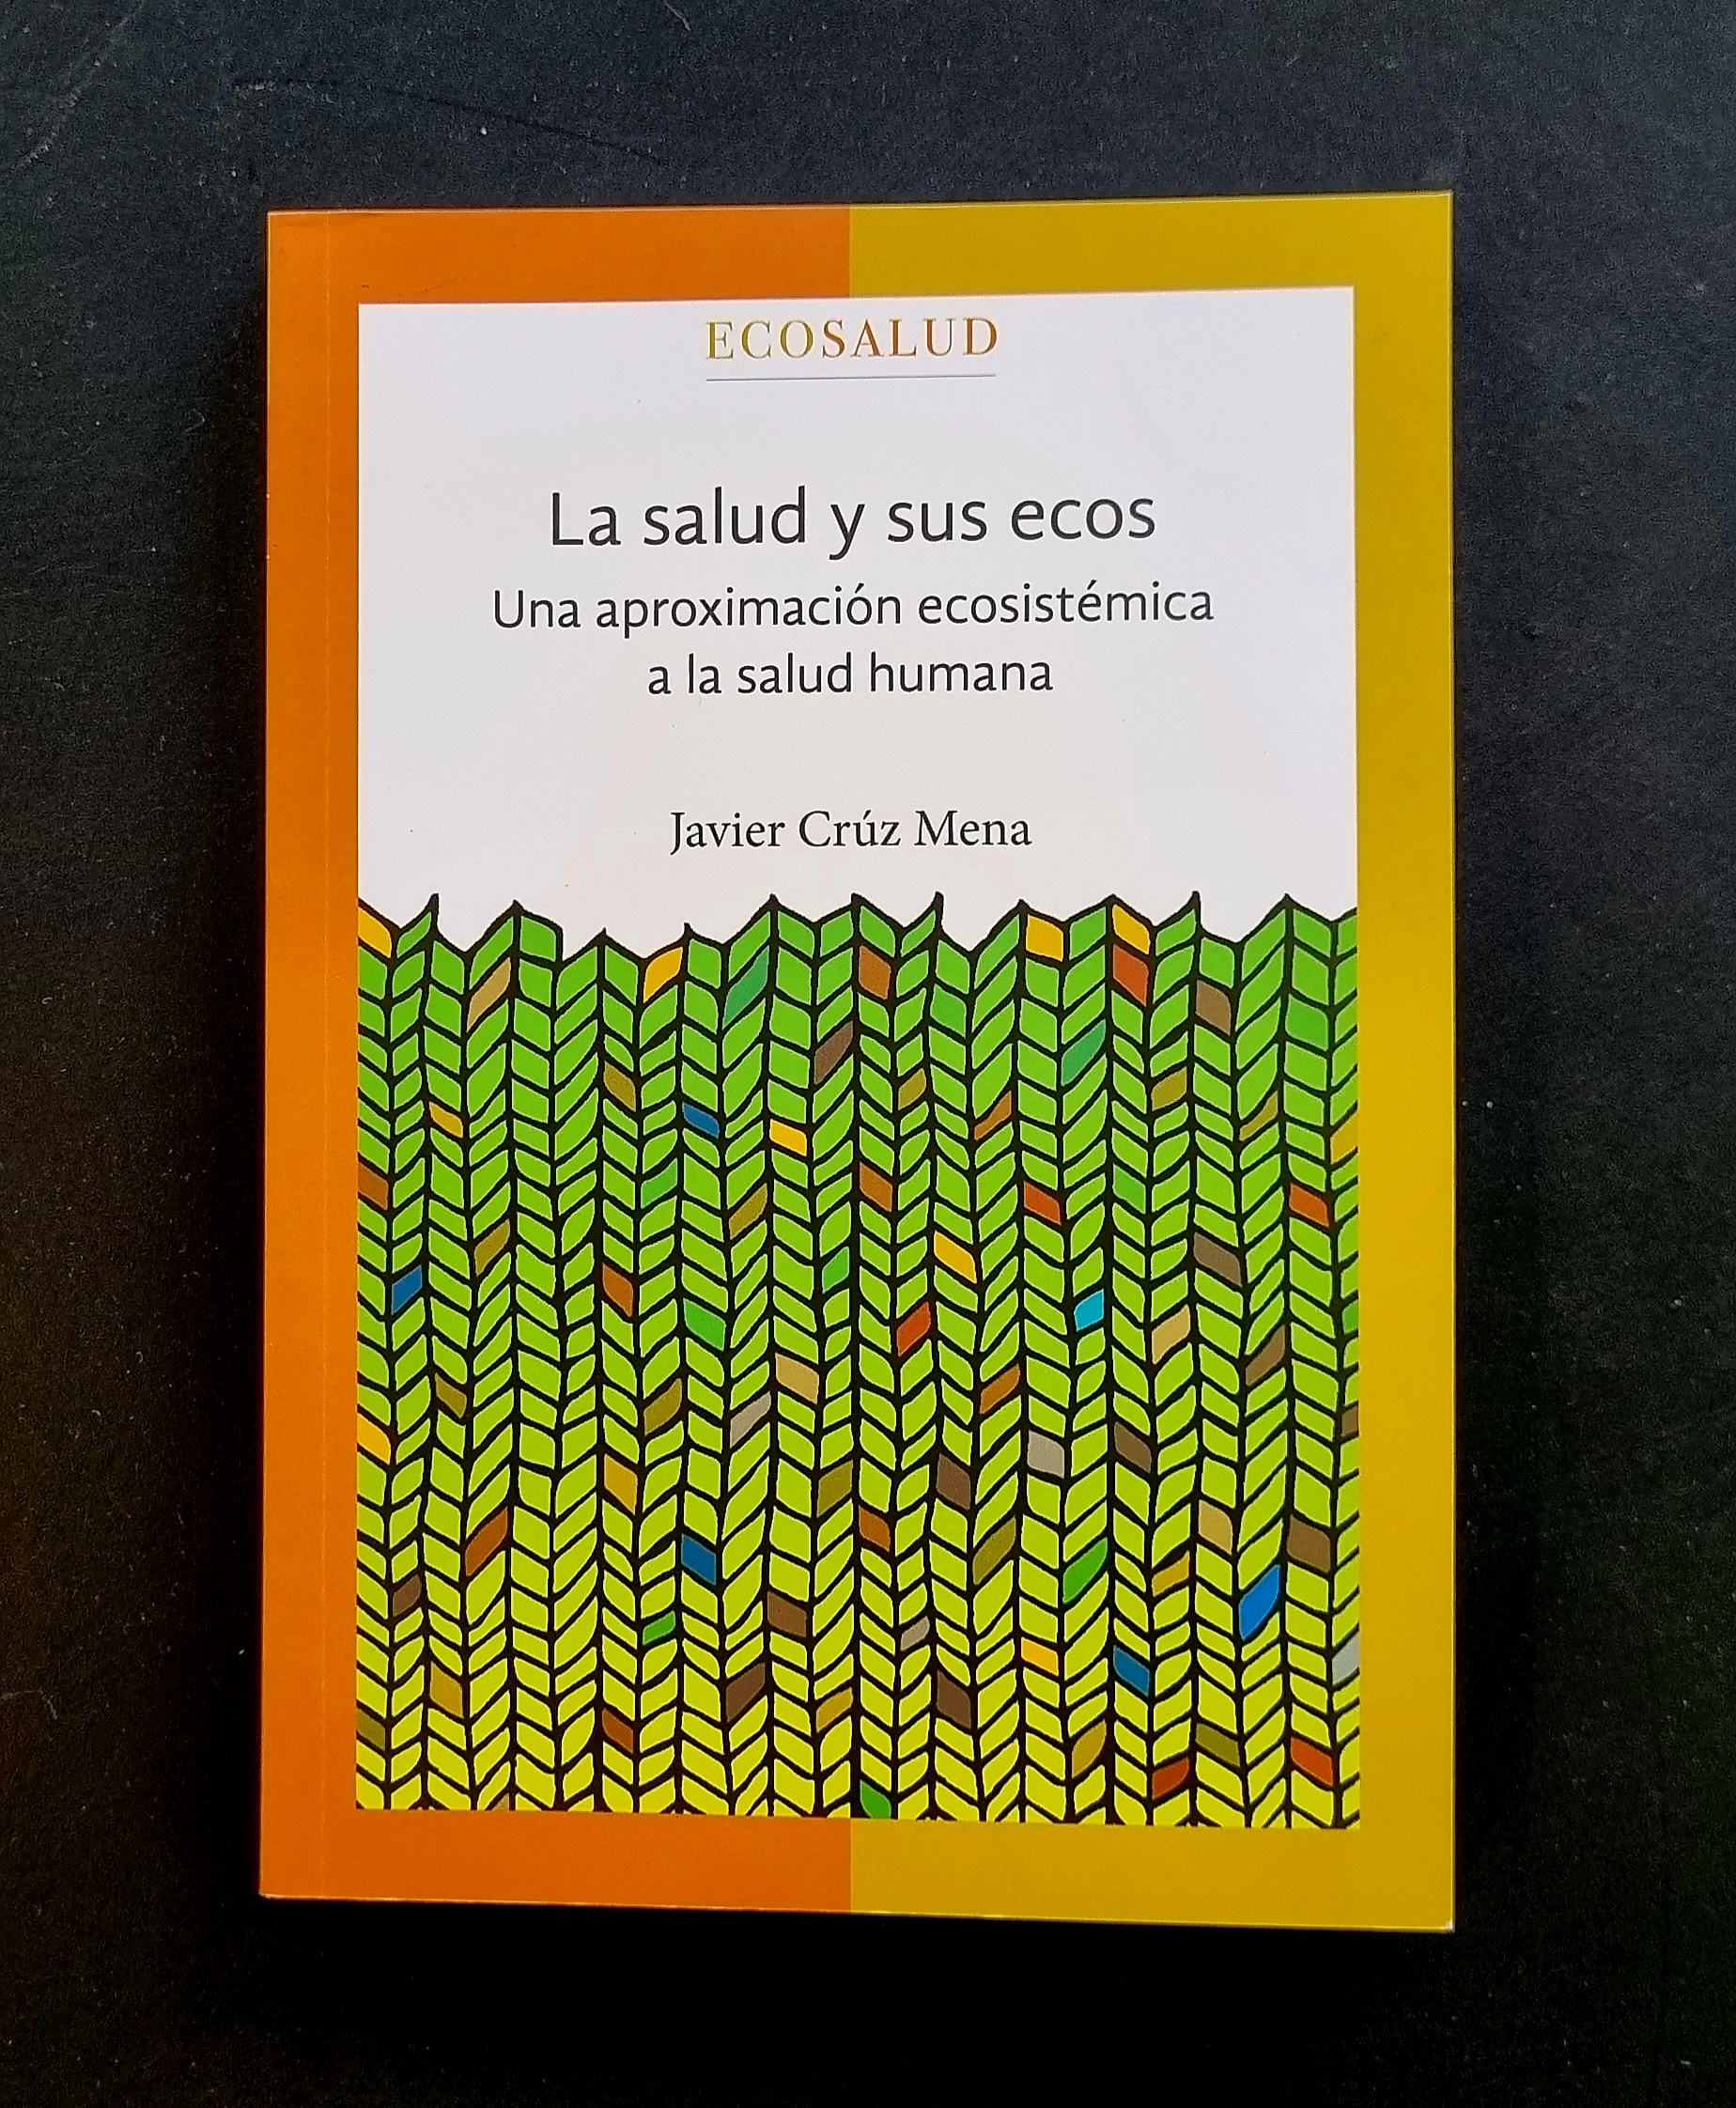 ECOSALUD
La salud y sus ecos
Una aproximación ecosistémica
a la salud humana
Javier Crúz Mena